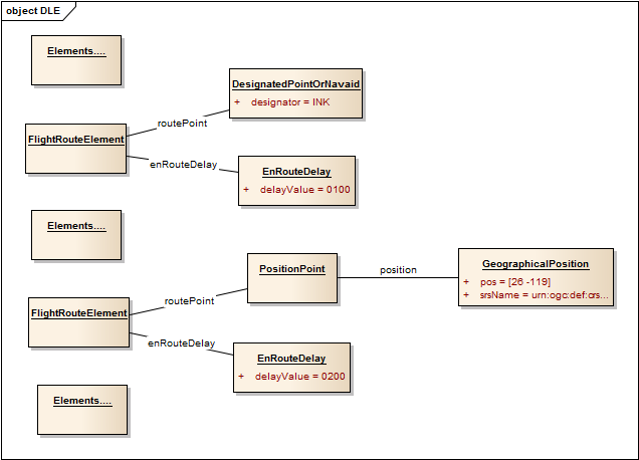 object DLE
Elements....
DesignatedPointOrNavaid
+ designator = INK
routePoint
FlightRouteElement
enRouteDelay
EnRouteDelay
+ delayValue = 0100
Elements....
PositionPoint
position
GeographicalPosition
+ pos = [26 -119]
+ srsName = urn:ogc:def:crs...
routePoint
FlightRouteElement
enRouteDelay
EnRouteDelay
+ delayValue = 0200
Elements....